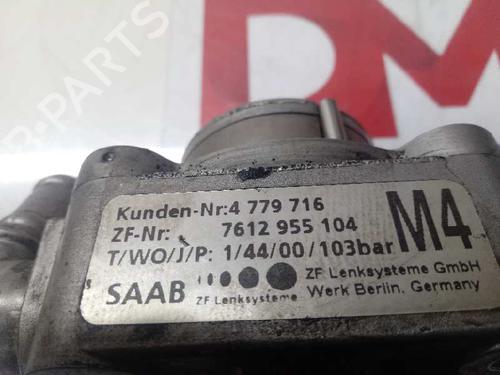 DM
Kunden-Nr:4 779 716
ZF-Nr: 7612 955 104
M4
T/WO/J/P: 1/44/00/103bar
SAAB
ZF Lenksysteme
ZF Lenksysteme GmbH
Werk Berlin, Germany